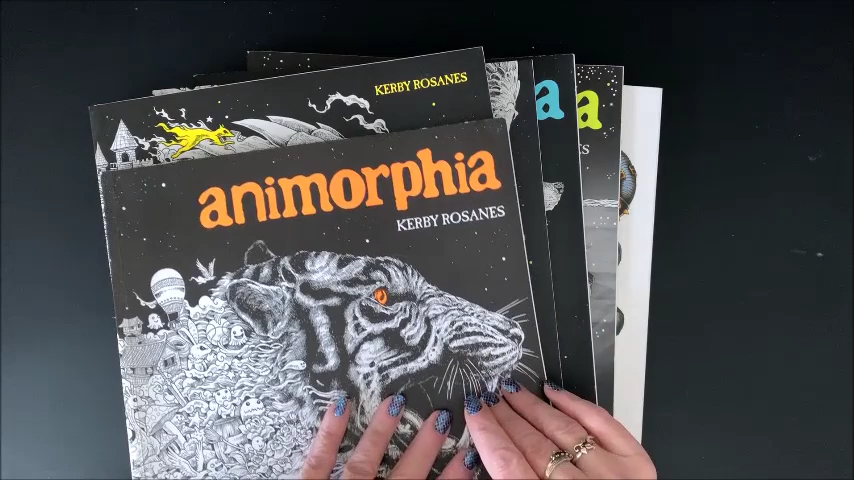 KERBY ROSANES
a
a
animorphia
KERBY ROSANES